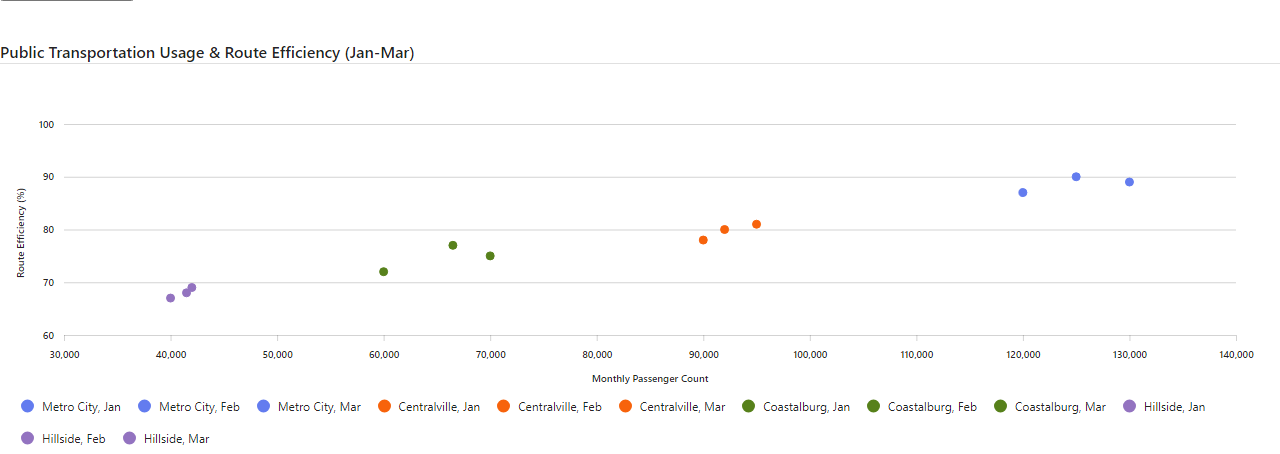 Public Transportation Usage & Route Efficiency (Jan-Mar)
100
90
80
70
60
Route Efficiency (%)
30,000 40,000 50,000 60,000 70,000 80,000 90,000 100,000 110,000 120,000 130,000 140,000
Monthly Passenger Count
Metro City, Jan Metro City, Feb Metro City, Mar Centralville, Jan Centralville, Feb Centralville, Mar Coastalburg, Jan Coastalburg, Feb Coastalburg, Mar Hillside, Jan
Hillside, Feb Hillside, Mar